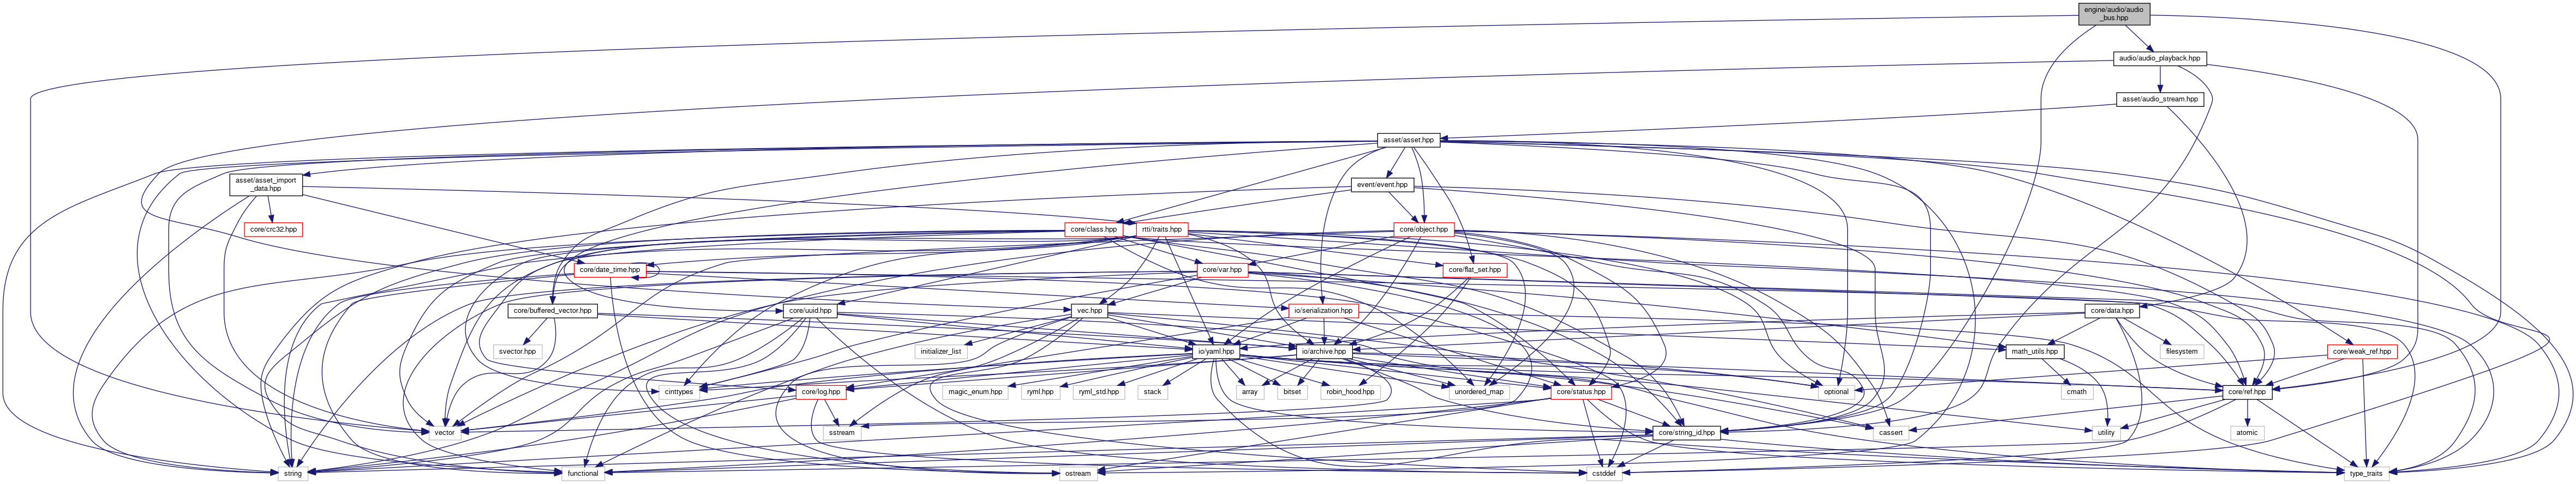 engine/audio/audio
_bus.hpp
audio/audio_playback.hpp
asset/audio_stream.hpp
asset/asset.hpp
asset/asset_import
_data.hpp
event/event.hpp
core/crc32.hpp
core/class.hpp
rtti/traits.hpp
core/object.hpp
core/date_time.hpp
core/var.hpp
core/flat_set.hpp
core/buffered_vector.hpp
core/uuid.hpp
vec.hpp
io/serialization.hpp
core/data.hpp
svector.hpp
initializer_list
io/yaml.hpp
io/archive.hpp
math_utils.hpp
filesystem
core/weak_ref.hpp
cinttypes
core/log.hpp
magic_enum.hpp
ryml.hpp
ryml_std.hpp
stack
array
bitset
robin_hood.hpp
unordered_map
core/status.hpp
optional
cmath
core/ref.hpp
vector
sstream
core/string_id.hpp
cassert
utility
atomic
string
functional
ostream
cstddef
type_traits